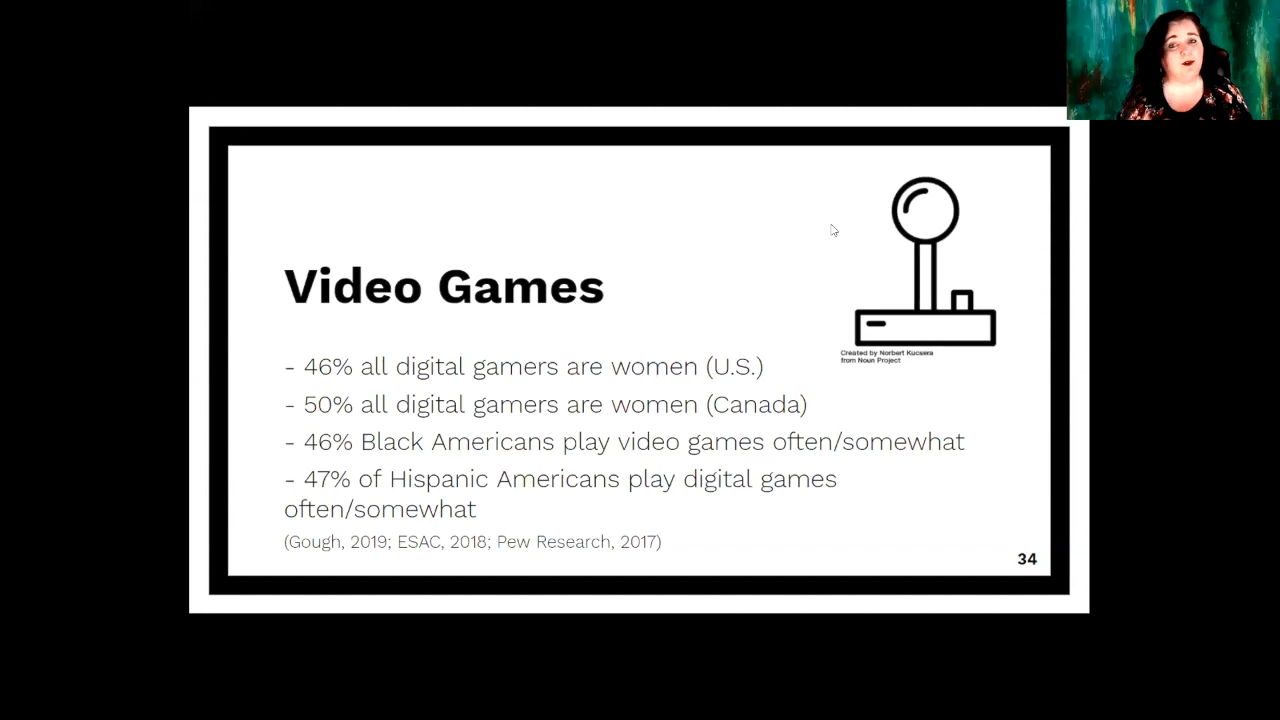 Video Games
Created by Norbert Kucsera
from Noun Project
- 46% all digital gamers are women (U.S.)
- 50% all digital gamers are women (Canada)
- 46% Black Americans play video games often/somewhat
- 47% of Hispanic Americans play digital games
often/somewhat
(Gough, 2019; ESAC, 2018; Pew Research, 2017)
34